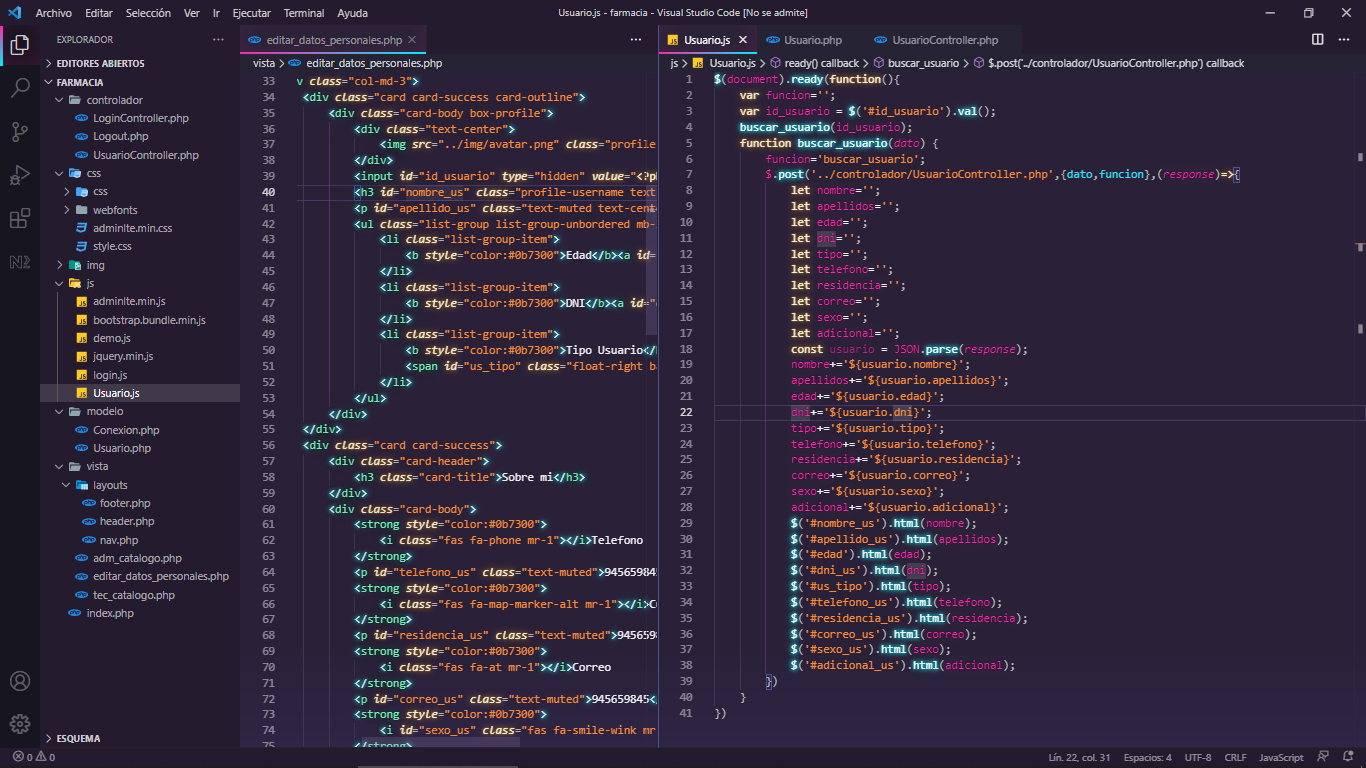 Archivo Editar Selección Ver Ir Ejecutar Terminal Ayuda
Usuario.js - farmacia - Visual Studio Code [No se admite]
EXPLORADOR ...
EDITORES ABIERTOS
FARMACIA
controlador
LoginController.php
Logout.php
UsuarioController.php
css
css
webfonts
adminlte.min.css
style.css
img
js
adminlte.min.js
bootstrap.bundle.min.js
demo.js
jquery.min.js
login.js
Usuario.js
modelo
Conexion.php
Usuario.php
vista
layouts
footer.php
header.php
nav.php
adm_catalogo.php
editar_datos_personales.php
tec_catalogo.php
index.php
ESQUEMA
editar_datos_personales.php
vista > editar_datos_personales.php
33 v class="col-md-3">
34 <div class="card card-success card-outline">
35 <div class="card-body box-profile">
36 <div class="text-center">
37 <img src="../img/avatar.png" class="profile
38 </div>
39 <input id="id_usuario" type="hidden" value="<?p
40 <h3 id="nombre_us" class="profile-username text
41 <p id="apellido_us" class="text-muted text-cent
42 <ul class="list-group list-group-unbordered mb-
43 <li class="list-group-item">
44 <b style="color:#0b7300">Edad</b><a id=
45 </li>
46 <li class="list-group-item">
47 <b style="color:#0b7300">DNI</b><a id="
48 </li>
49 <li class="list-group-item">
50 <b style="color:#0b7300">Tipo Usuario</
51 <span id="us_tipo" class="float-right ba
52 </li>
53 </ul>
54 </div>
55 </div>
56 <div class="card card-success">
57 <div class="card-header">
58 <h3 class="card-title">Sobre mi</h3>
59 </div>
60 <div class="card-body">
61 <strong style="color:#0b7300">
62 <i class="fas fa-phone mr-1"></i>Telefono
63 </strong>
64 <p id="telefono_us" class="text-muted">945659845
65 <strong style="color:#0b7300">
66 <i class="fas fa-map-marker-alt mr-1"></i>
67 </strong>
68 <p id="residencia_us" class="text-muted">94565
69 <strong style="color:#0b7300">
70 <i class="fas fa-at mr-1"></i>Correo
71 </strong>
72 <p id="correo_us" class="text-muted">945659845<
73 <strong style="color:#0b7300">
74 <i id="sexo_us" class="fas fa-smile-wink mr
75 </strong>
Usuario.js Usuario.php UsuarioController.php
js > Usuario.js > ready() callback > buscar_usuario > $.post('../controlador/UsuarioController.php') callback
1 $(document).ready(function(){
2 var funcion='';
3 var id_usuario = $('#id_usuario').val();
4 buscar_usuario(id_usuario);
5 function buscar_usuario(dato) {
6 funcion='buscar_usuario';
7 $.post('../controlador/UsuarioController.php',{dato,funcion},(response)=>{
8 let nombre='';
9 let apellidos='';
10 let edad='';
11 let dni='';
12 let tipo='';
13 let telefono='';
14 let residencia='';
15 let correo='';
16 let sexo='';
17 let adicional='';
18 const usuario = JSON.parse(response);
19 nombre+='${usuario.nombre}';
20 apellidos+='${usuario.apellidos}';
21 edad+='${usuario.edad}';
22 dni+='${usuario.dni}';
23 tipo+='${usuario.tipo}';
24 telefono+='${usuario.telefono}';
25 residencia+='${usuario.residencia}';
26 correo+='${usuario.correo}';
27 sexo+='${usuario.sexo}';
28 adicional+='${usuario.adicional}';
29 $('#nombre_us').html(nombre);
30 $('#apellido_us').html(apellidos);
31 $('#edad').html(edad);
32 $('#dni_us').html(dni);
33 $('#us_tipo').html(tipo);
34 $('#telefono_us').html(telefono);
35 $('#residencia_us').html(residencia);
36 $('#correo_us').html(correo);
37 $('#sexo_us').html(sexo);
38 $('#adicional_us').html(adicional);
39 })
40 }
41 })
0 0
Lín. 22, col. 31 Espacios: 4 UTF-8 CRLF JavaScript